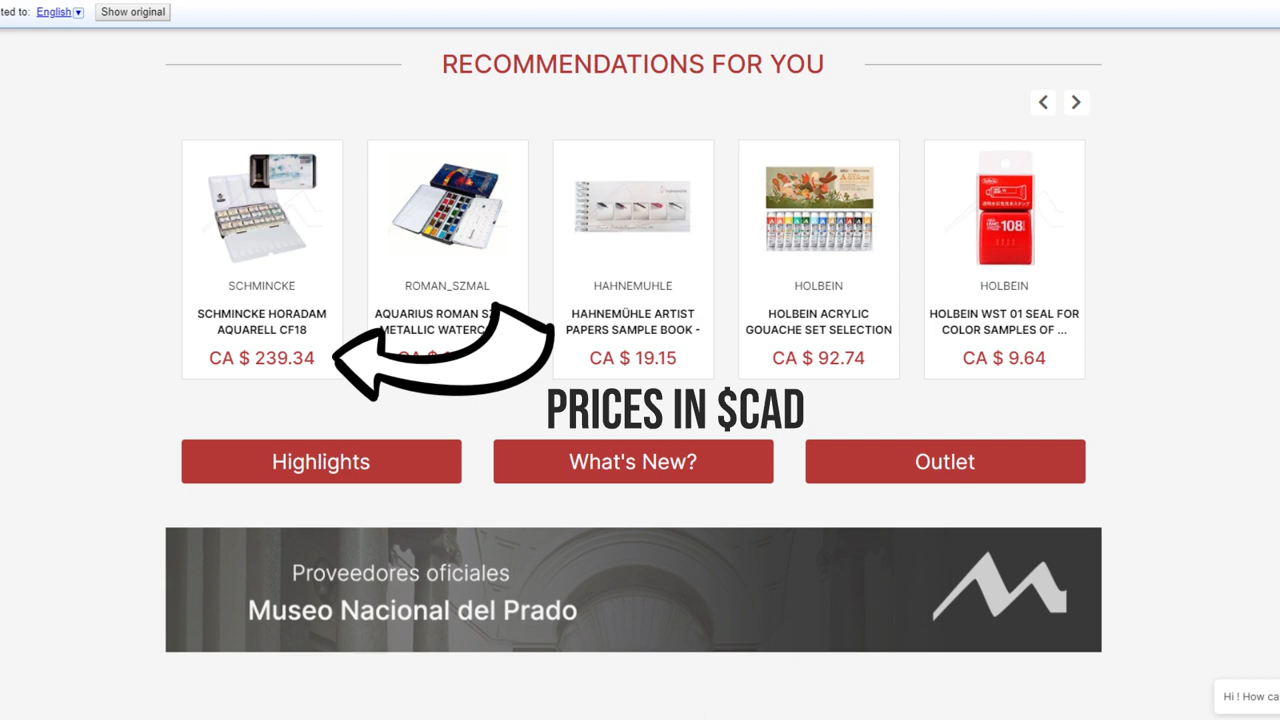 ted to: English
Show original
RECOMMENDATIONS FOR YOU
SCHMINCKE
SCHMINCKE HORADAM
AQUARELL CF18
CA $ 239.34
ROMAN_SZMAL
AQUARIUS ROMAN
METALLIC
HAHNEMUHLE
HAHNEMÜHLE ARTIST
PAPERS SAMPLE BOOK -
CA $ 19.15
HOLBEIN
HOLBEIN ACRYLIC
GOUACHE SET SELECTION
CA $ 92.74
108
HOLBEIN
HOLBEIN WST 01 SEAL FOR
COLOR SAMPLES OF ...
CA $ 9.64
PRICES IN $CAD
Highlights
What's New?
Outlet
Proveedores oficiales
Museo Nacional del Prado
Hi ! How ca